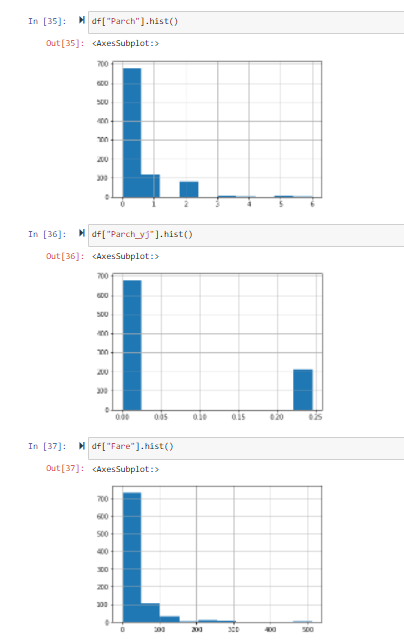 In [35]: df["Parch"].hist()
Out[35]: <AxesSubplot:>
700
600
500
400
300
200
100
0
0 1 2 3 4 5 6
In [36]: df["Parch_yj"].hist()
Out[36]: <AxesSubplot:>
700
600
500
400
300
200
100
0
0.00 0.05 0.10 0.15 0.20 0.25
In [37]: df["Fare"].hist()
Out[37]: <AxesSubplot:>
700
600
500
400
300
200
100
0
0 100 200 300 400 500